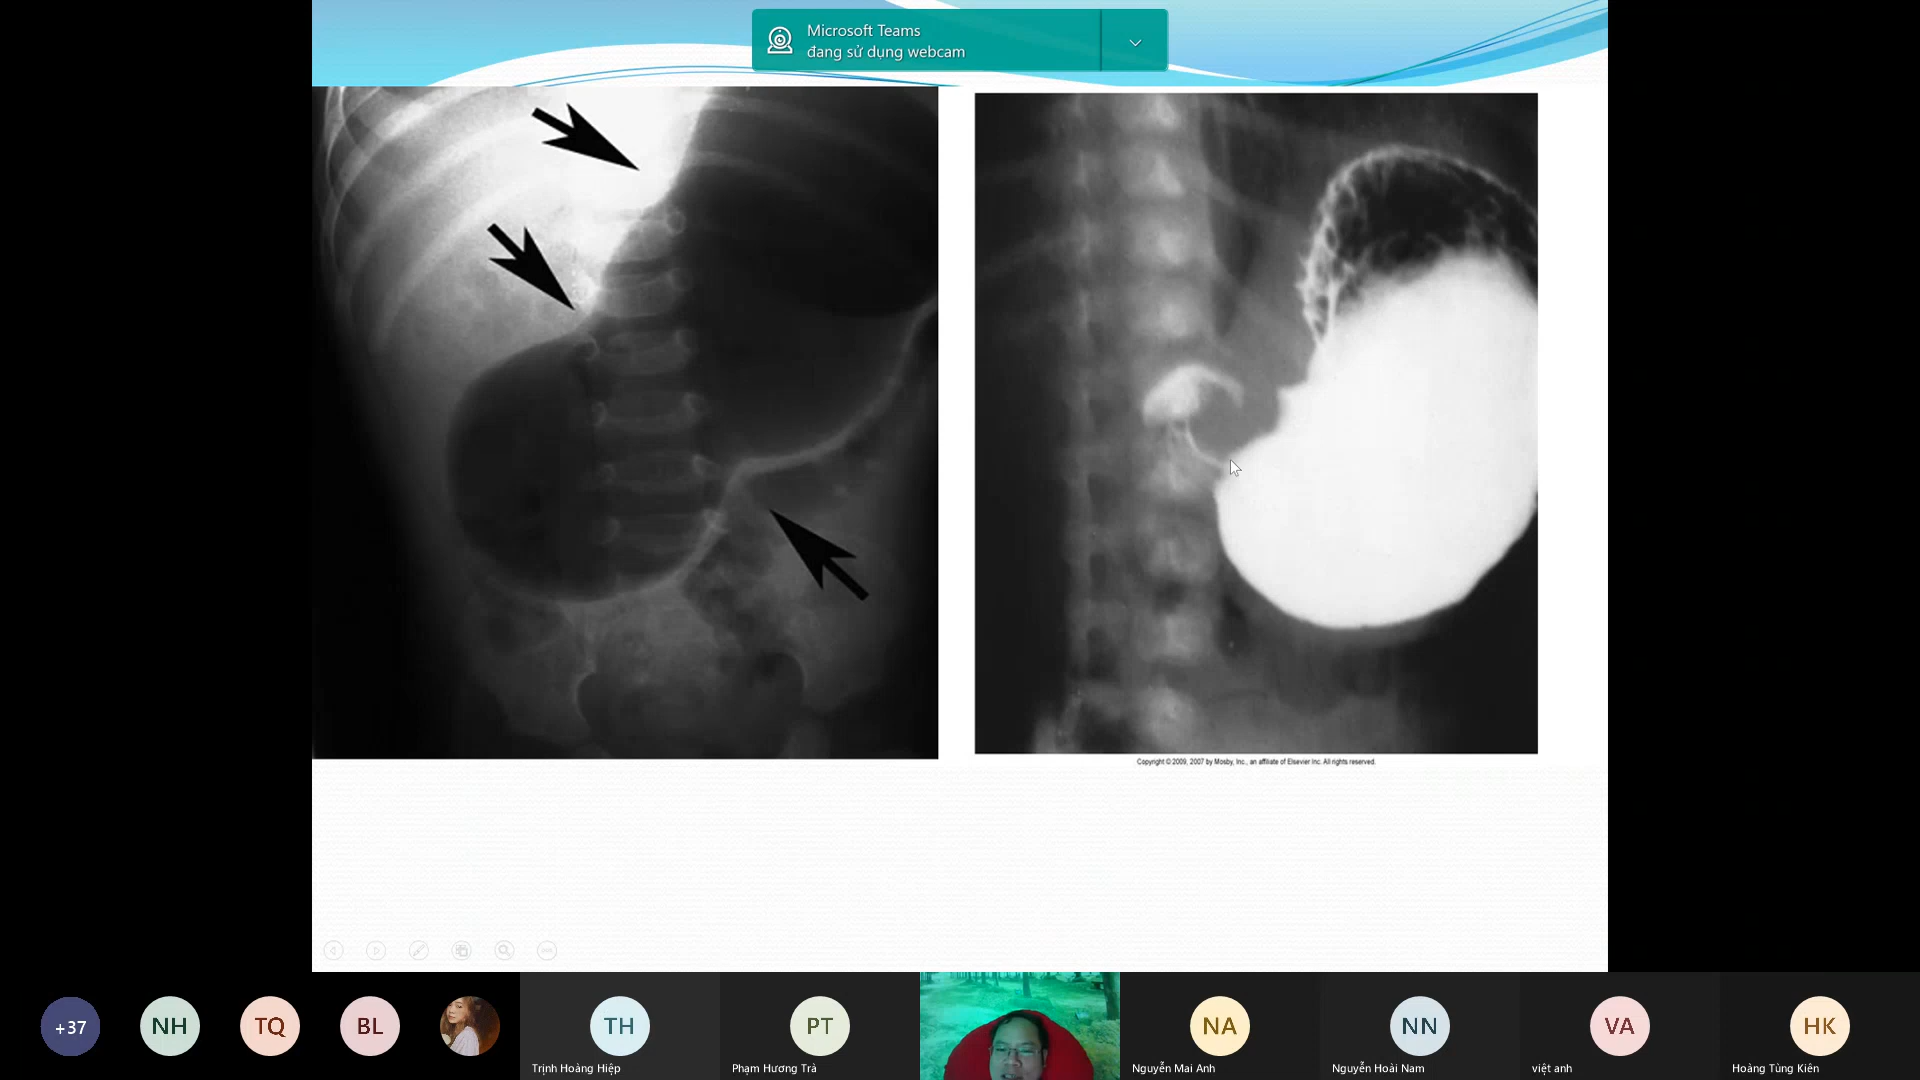 Microsoft Teams
đang sử dụng webcam
Copyright © 2009, 2007 by Mosby, Inc., an affiliate of Elsevier Inc. All rights reserved.
+37
NH
TQ
BL
TH
PT
NA
NN
VA
HK
Trịnh Hoàng Hiệp
Phạm Hương Trà
Nguyễn Mai Anh
Nguyễn Hoài Nam
việt anh
Hoàng Tùng Kiên